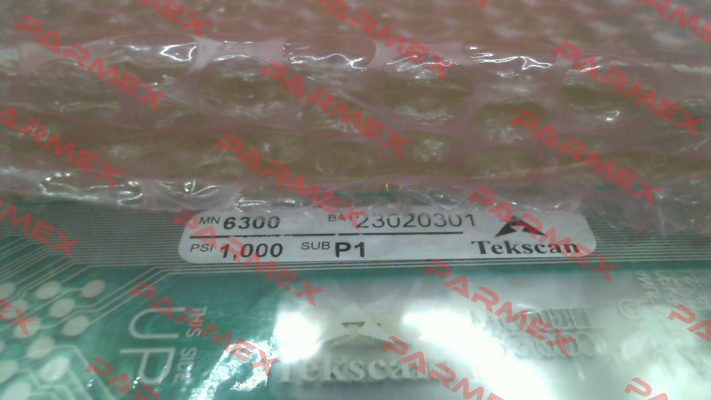 MN 6300 BAT 23020301
PSI 1,000 SUB P1 Tekscan
THIS SIDE
UP
Tekscan
PARMEX